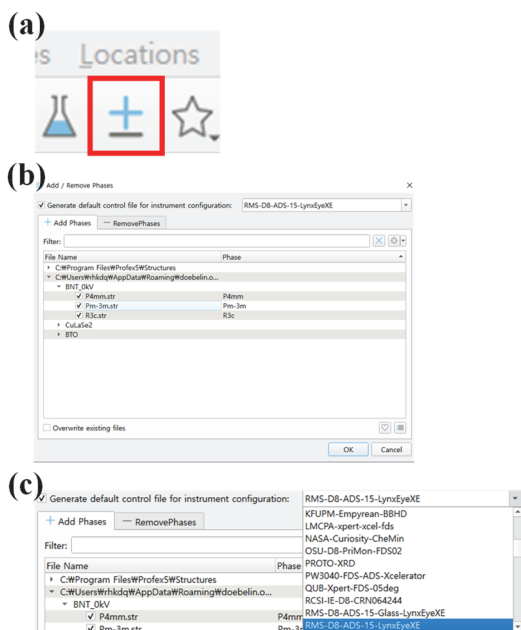 (a)
s Locations
(b)
Add / Remove Phases
Generate default control file for instrument configuration: RMS-D8-ADS-15-LynxEyeXE
Add Phases RemovePhases
Filter:
File Name Phase
C:₩Program Files₩Profex5₩Structures
C:₩Users₩rhkdq₩AppData₩Roaming₩doebelin.o...
BNT_0kV
P4mm.str P4mm
Pm-3m.str Pm-3m
R3c.str R3c
CuLaSe2
BTO
Overwrite existing files
OK Cancel
(c)
Generate default control file for instrument configuration: RMS-D8-ADS-15-LynxEyeXE
KFUPM-Empyrean-BBHD
LMCPA-xpert-xcel-fds
NASA-Curiosity-CheMin
OSU-D8-PriMon-FDS02
PROTO-XRD
PW3040-FDS-ADS-Xcelerator
QUB-Xpert-FDS-05deg
RCSI-IE-D8-CRN064244
RMS-D8-ADS-15-Glass-LynxEyeXE
RMS-D8-ADS-15-LynxEyeXE
Add Phases RemovePhases
Filter:
File Name Phase
C:₩Program Files₩Profex5₩Structures
C:₩Users₩rhkdq₩AppData₩Roaming₩doebelin.o...
BNT_0kV
P4mm.str P4mm
Pm-3m.str Pm-3